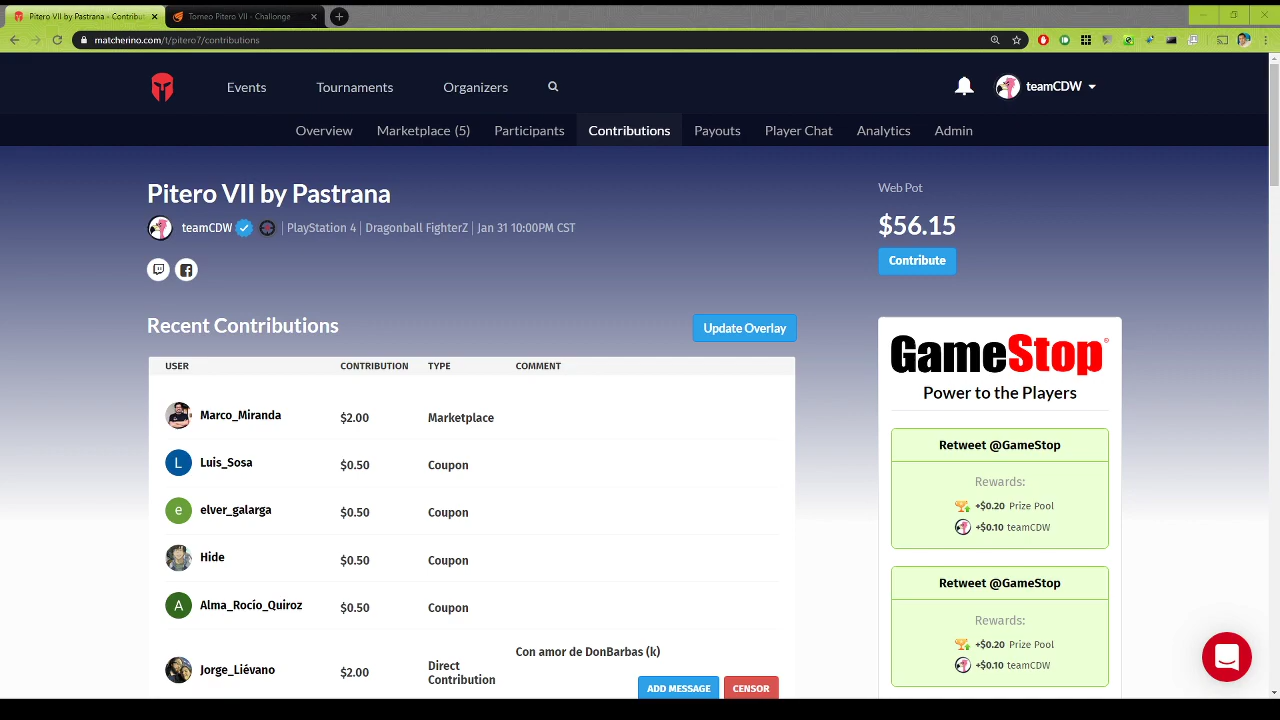 Pitero VII by Pastrana - Contribut
Torneo Pitero VII - Challonge
matcherino.com/t/pitero7/contributions
Events Tournaments Organizers teamCDW
Overview Marketplace (5) Participants Contributions Payouts Player Chat Analytics Admin
Pitero VII by Pastrana
teamCDW | PlayStation 4 | Dragonball FighterZ | Jan 31 10:00PM CST
Web Pot
$56.15
Contribute
Recent Contributions
Update Overlay
USER CONTRIBUTION TYPE COMMENT
Marco_Miranda $2.00 Marketplace
L Luis_Sosa $0.50 Coupon
e elver_galarga $0.50 Coupon
Hide $0.50 Coupon
A Alma_Rocío_Quiroz $0.50 Coupon
Jorge_Liévano $2.00 Direct Contribution
Con amor de DonBarbas (k)
ADD MESSAGE CENSOR
GameStop
Power to the Players
Retweet @GameStop
Rewards:
+$0.20 Prize Pool
+$0.10 teamCDW
Retweet @GameStop
Rewards:
+$0.20 Prize Pool
+$0.10 teamCDW